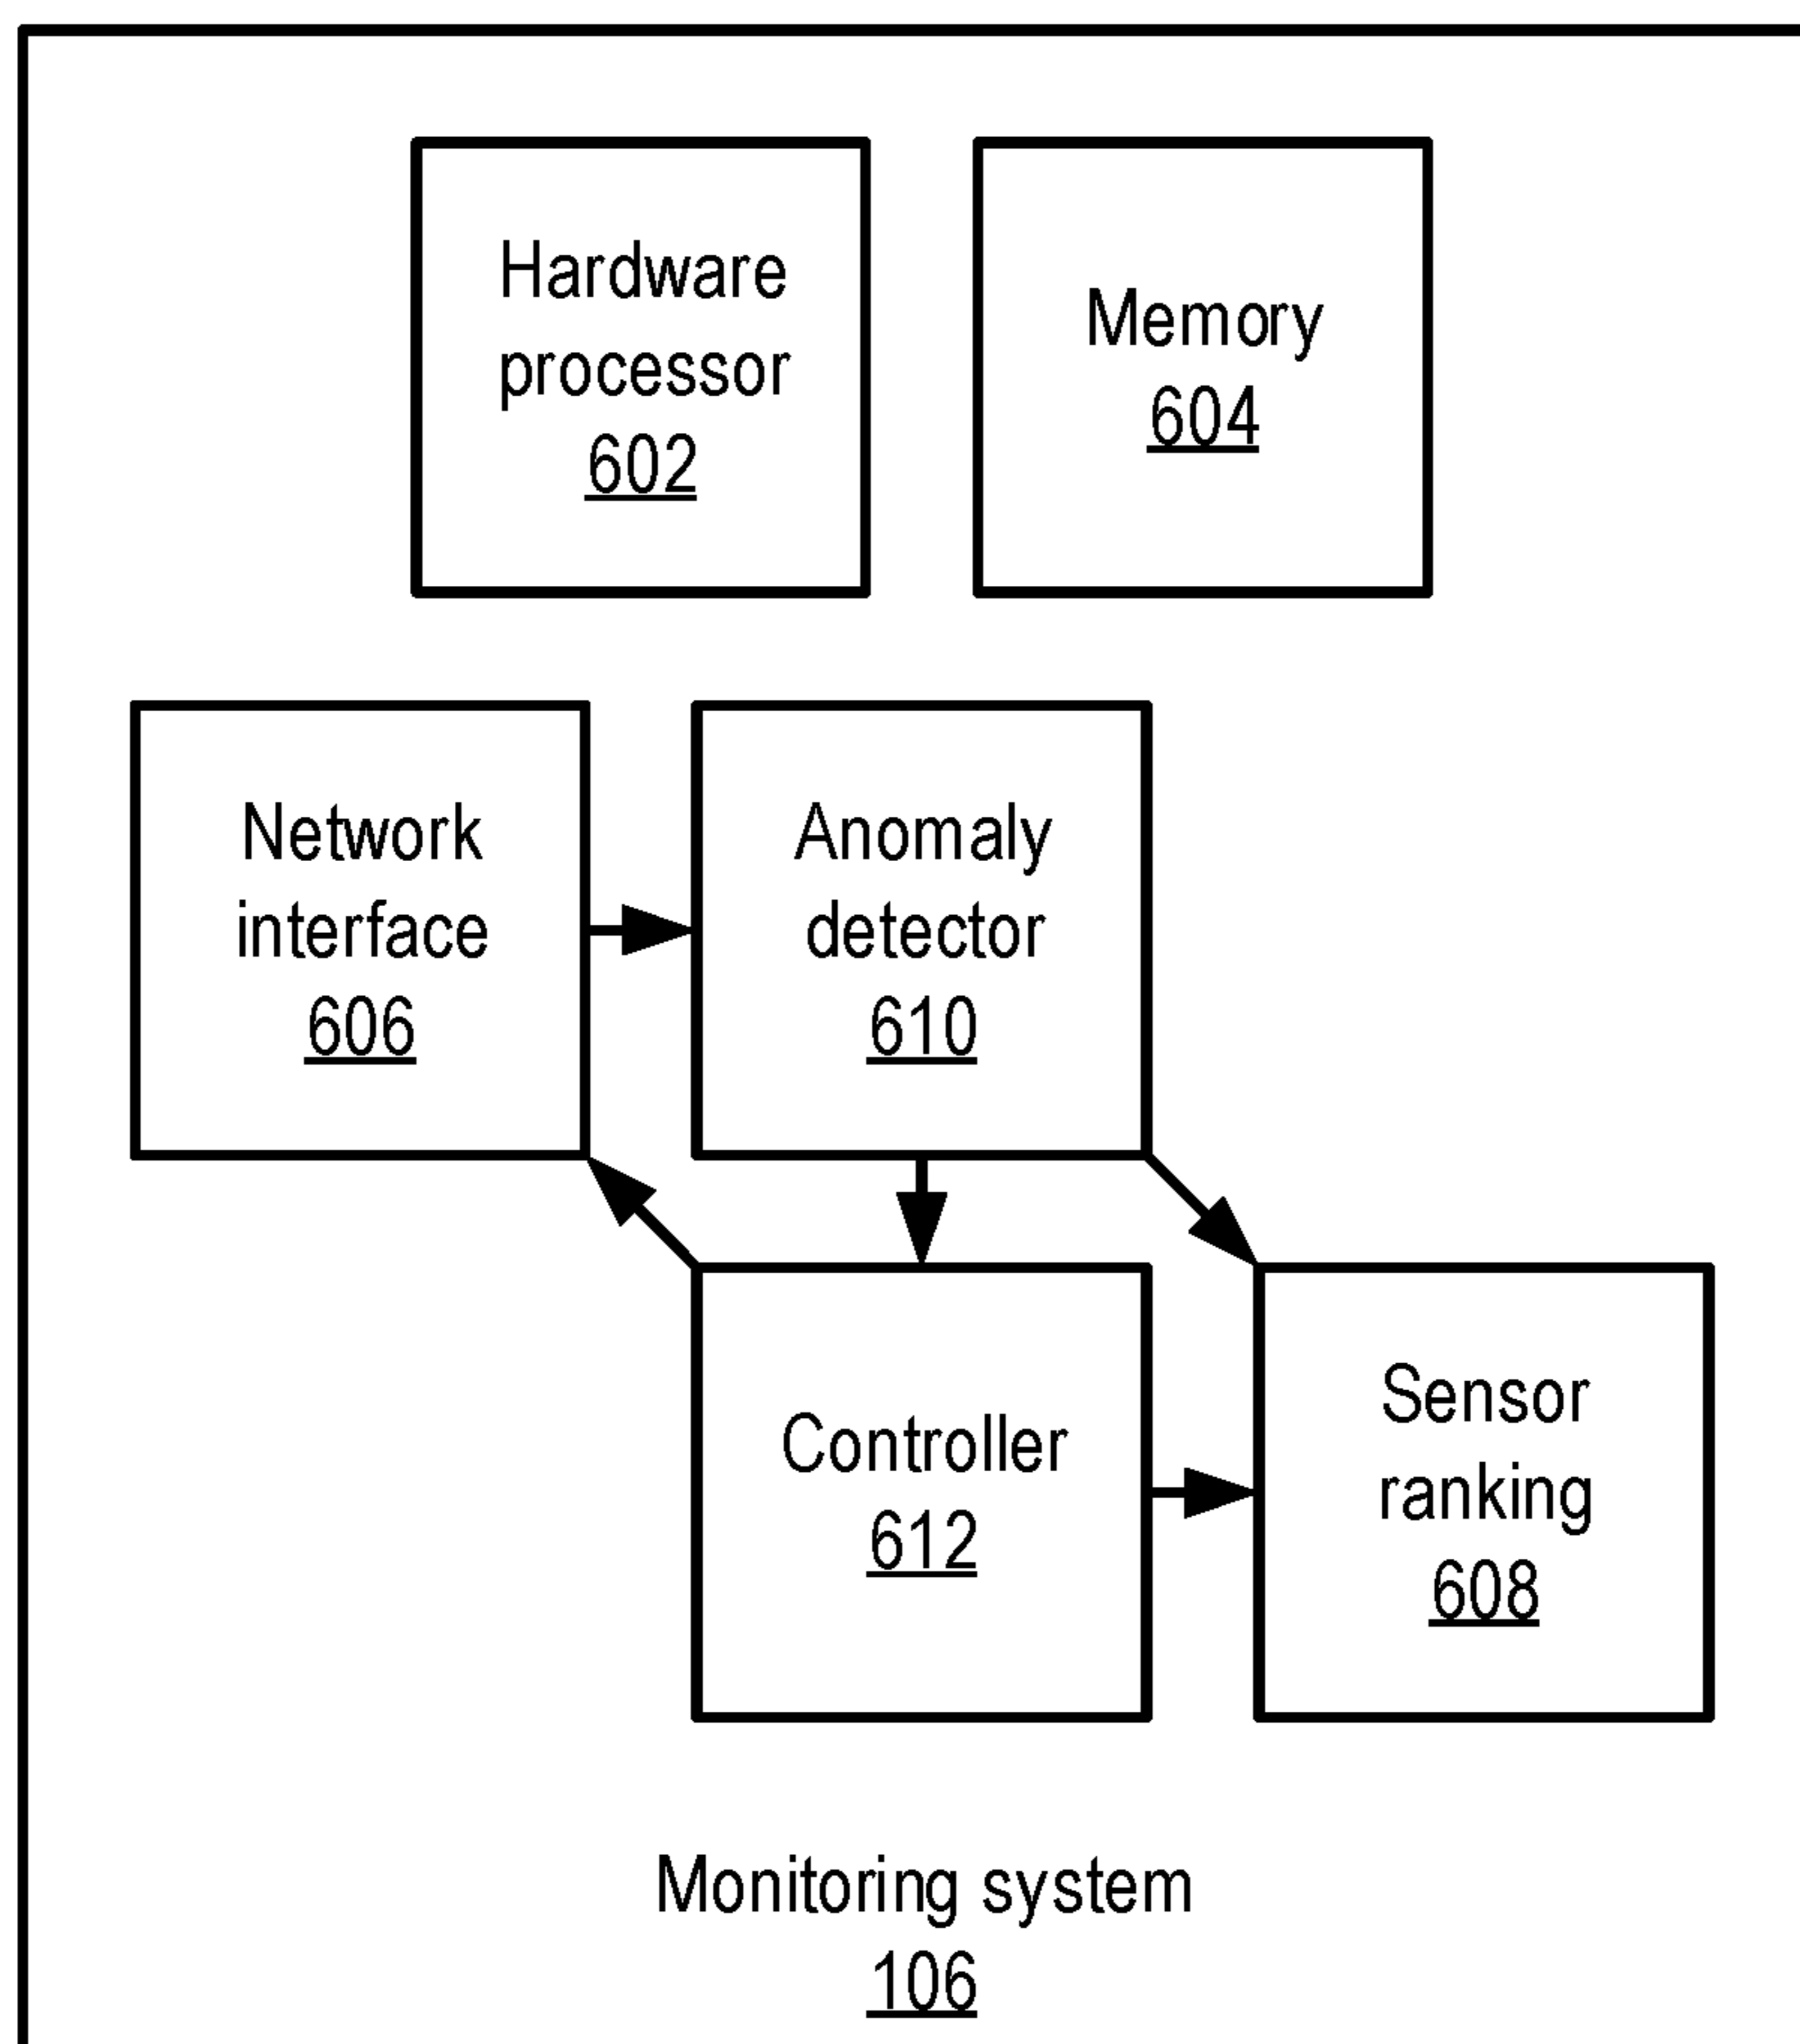 Hardware
processor
602
Memory
604
Network
interface
606
Anomaly
detector
610
Controller
612
Sensor
ranking
608
Monitoring system
106